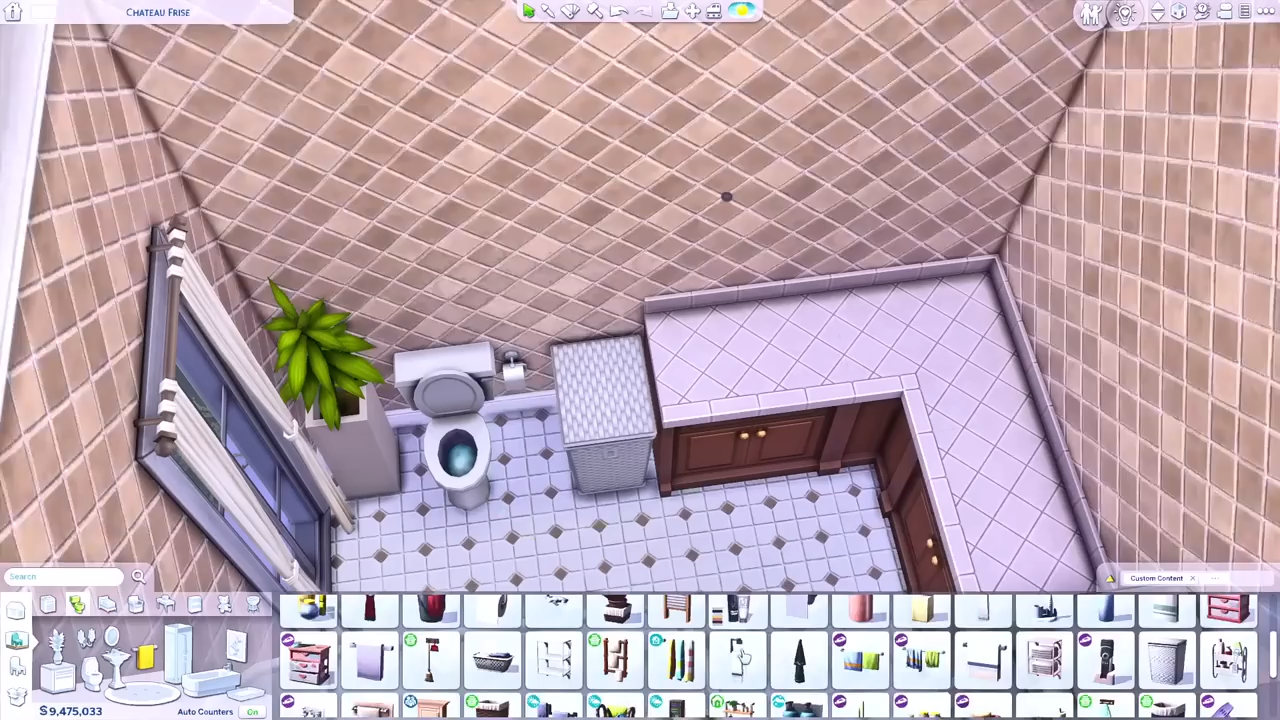 CHATEAU FRISE
Search
Custom Content
$9,475,033
Auto Counters On